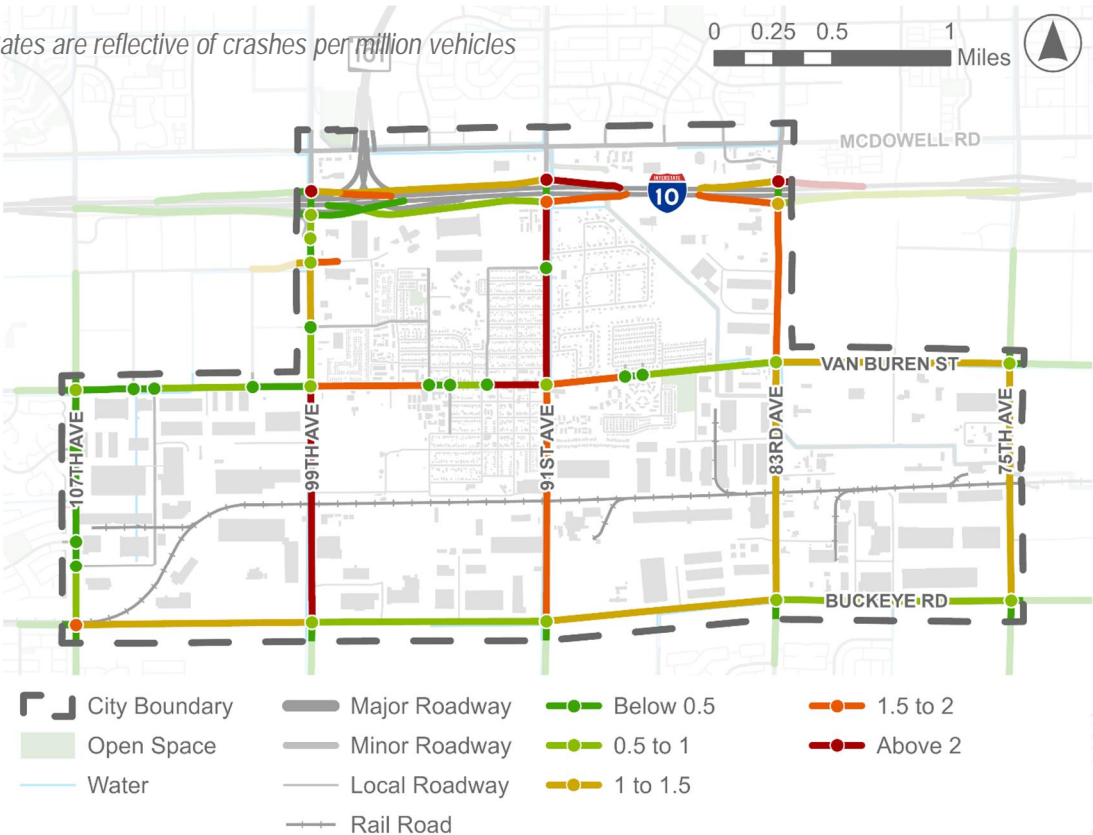 ates are reflective of crashes per million vehicles
0 0.25 0.5 1
Miles
101
MCDOWELL RD
INTERSTATE
10
VAN BUREN ST
107TH AVE
99TH AVE
91ST AVE
83RD AVE
75TH AVE
BUCKEYE RD
City Boundary
Open Space
Water
Major Roadway
Minor Roadway
Local Roadway
Rail Road
Below 0.5
0.5 to 1
1 to 1.5
1.5 to 2
Above 2